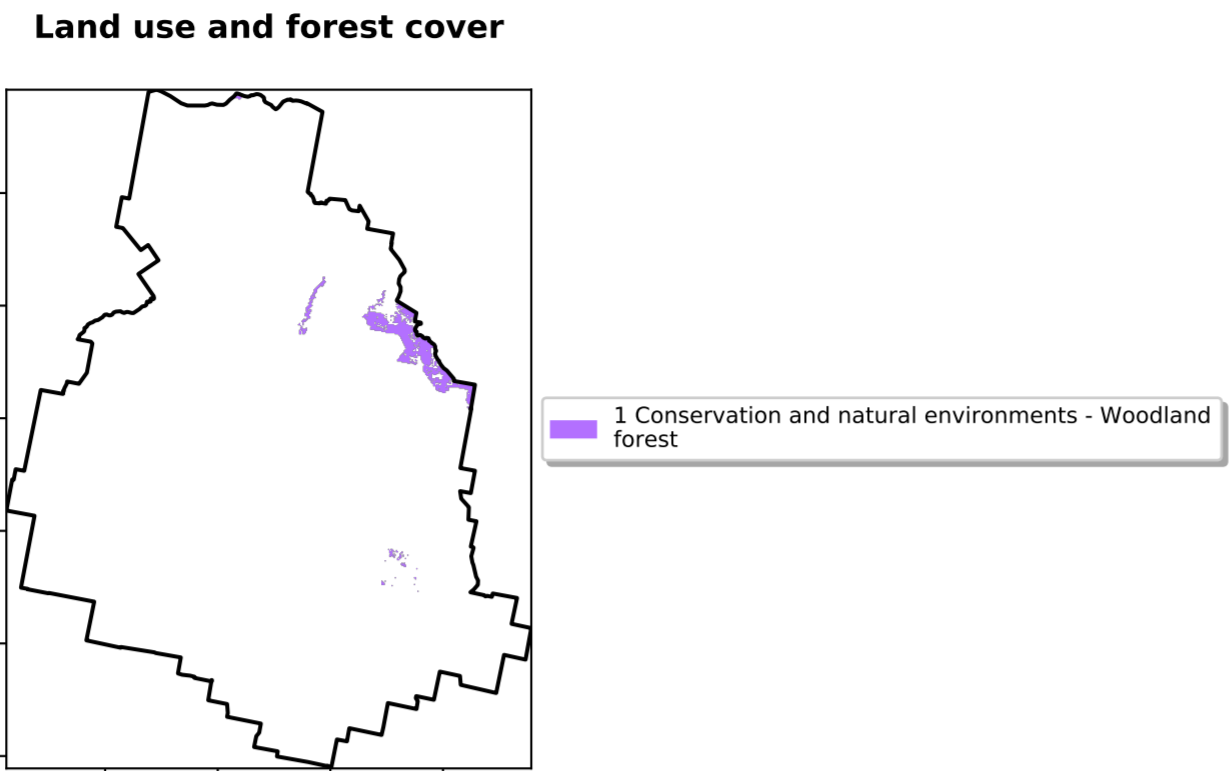 Land use and forest cover
1 Conservation and natural environments - Woodland
forest